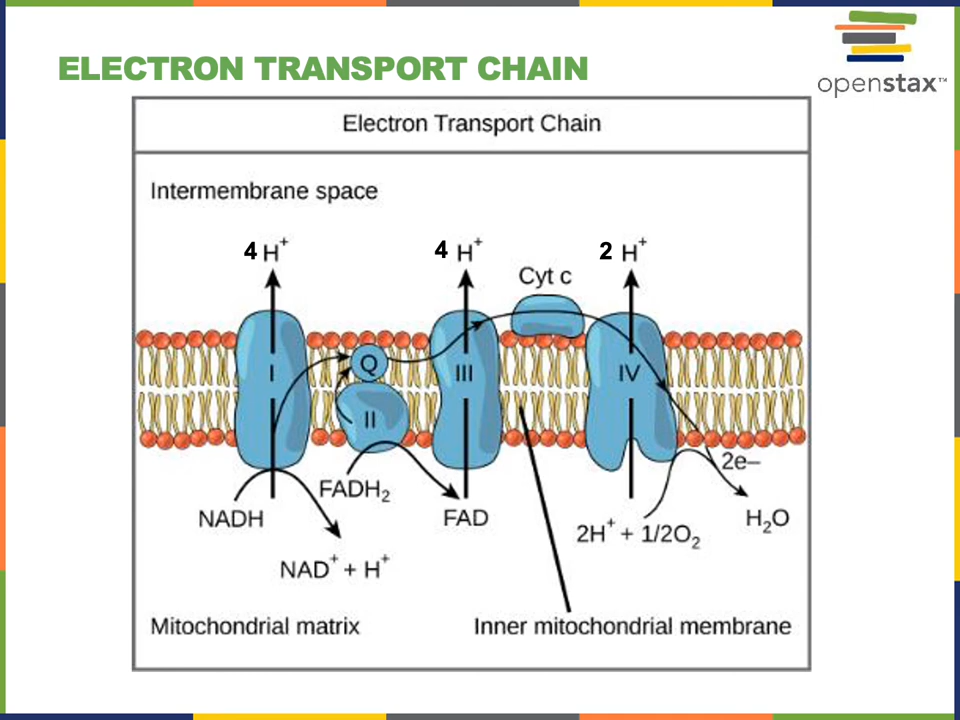 ELECTRON TRANSPORT CHAIN
openstax™
Electron Transport Chain
Intermembrane space
4 H⁺
4 H⁺
2 H⁺
Cyt c
I
Q
II
III
IV
2e–
FADH₂
NADH
FAD
2H⁺ + 1/2O₂
H₂O
NAD⁺ + H⁺
Mitochondrial matrix
Inner mitochondrial membrane